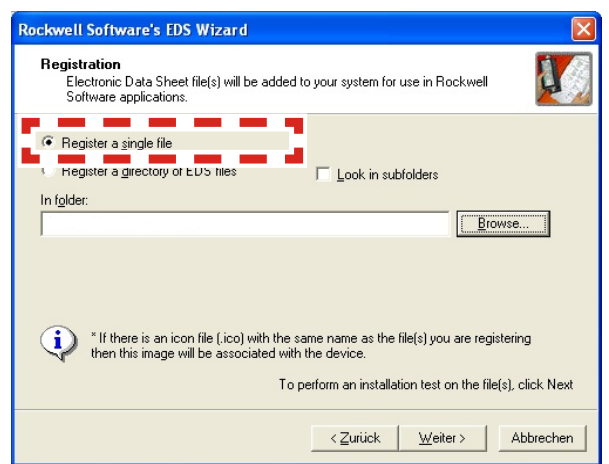 Rockwell Software's EDS Wizard
Registration
Electronic Data Sheet file(s) will be added to your system for use in Rockwell
Software applications.
Register a single file
Register a directory of EDS files
Look in subfolders
In folder:
Browse...
* If there is an icon file (.ico) with the same name as the file(s) you are registering
then this image will be associated with the device.
To perform an installation test on the file(s), click Next
< Zurück
Weiter >
Abbrechen